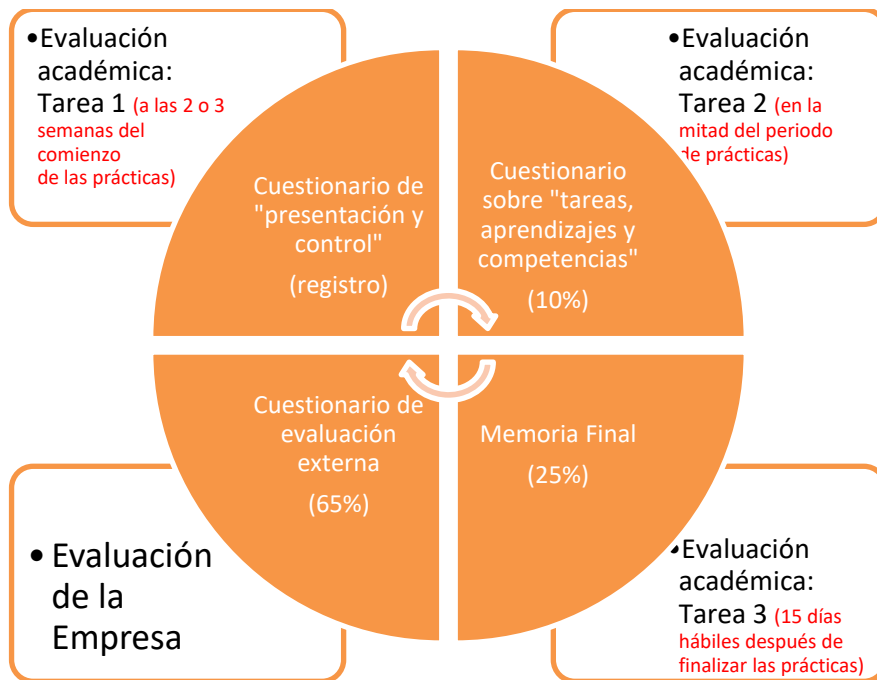 •Evaluación
académica:
Tarea 1 (a las 2 o 3
semanas del
comienzo
de las prácticas)
Cuestionario de
"presentación y
control"
(registro)
•Evaluación
académica:
Tarea 2 (en la
mitad del periodo
de prácticas)
Cuestionario
sobre "tareas,
aprendizajes y
competencias"
(10%)
Cuestionario de
evaluación
externa
(65%)
• Evaluación
de la
Empresa
Memoria Final
(25%)
•Evaluación
académica:
Tarea 3 (15 días
hábiles después de
finalizar las prácticas)